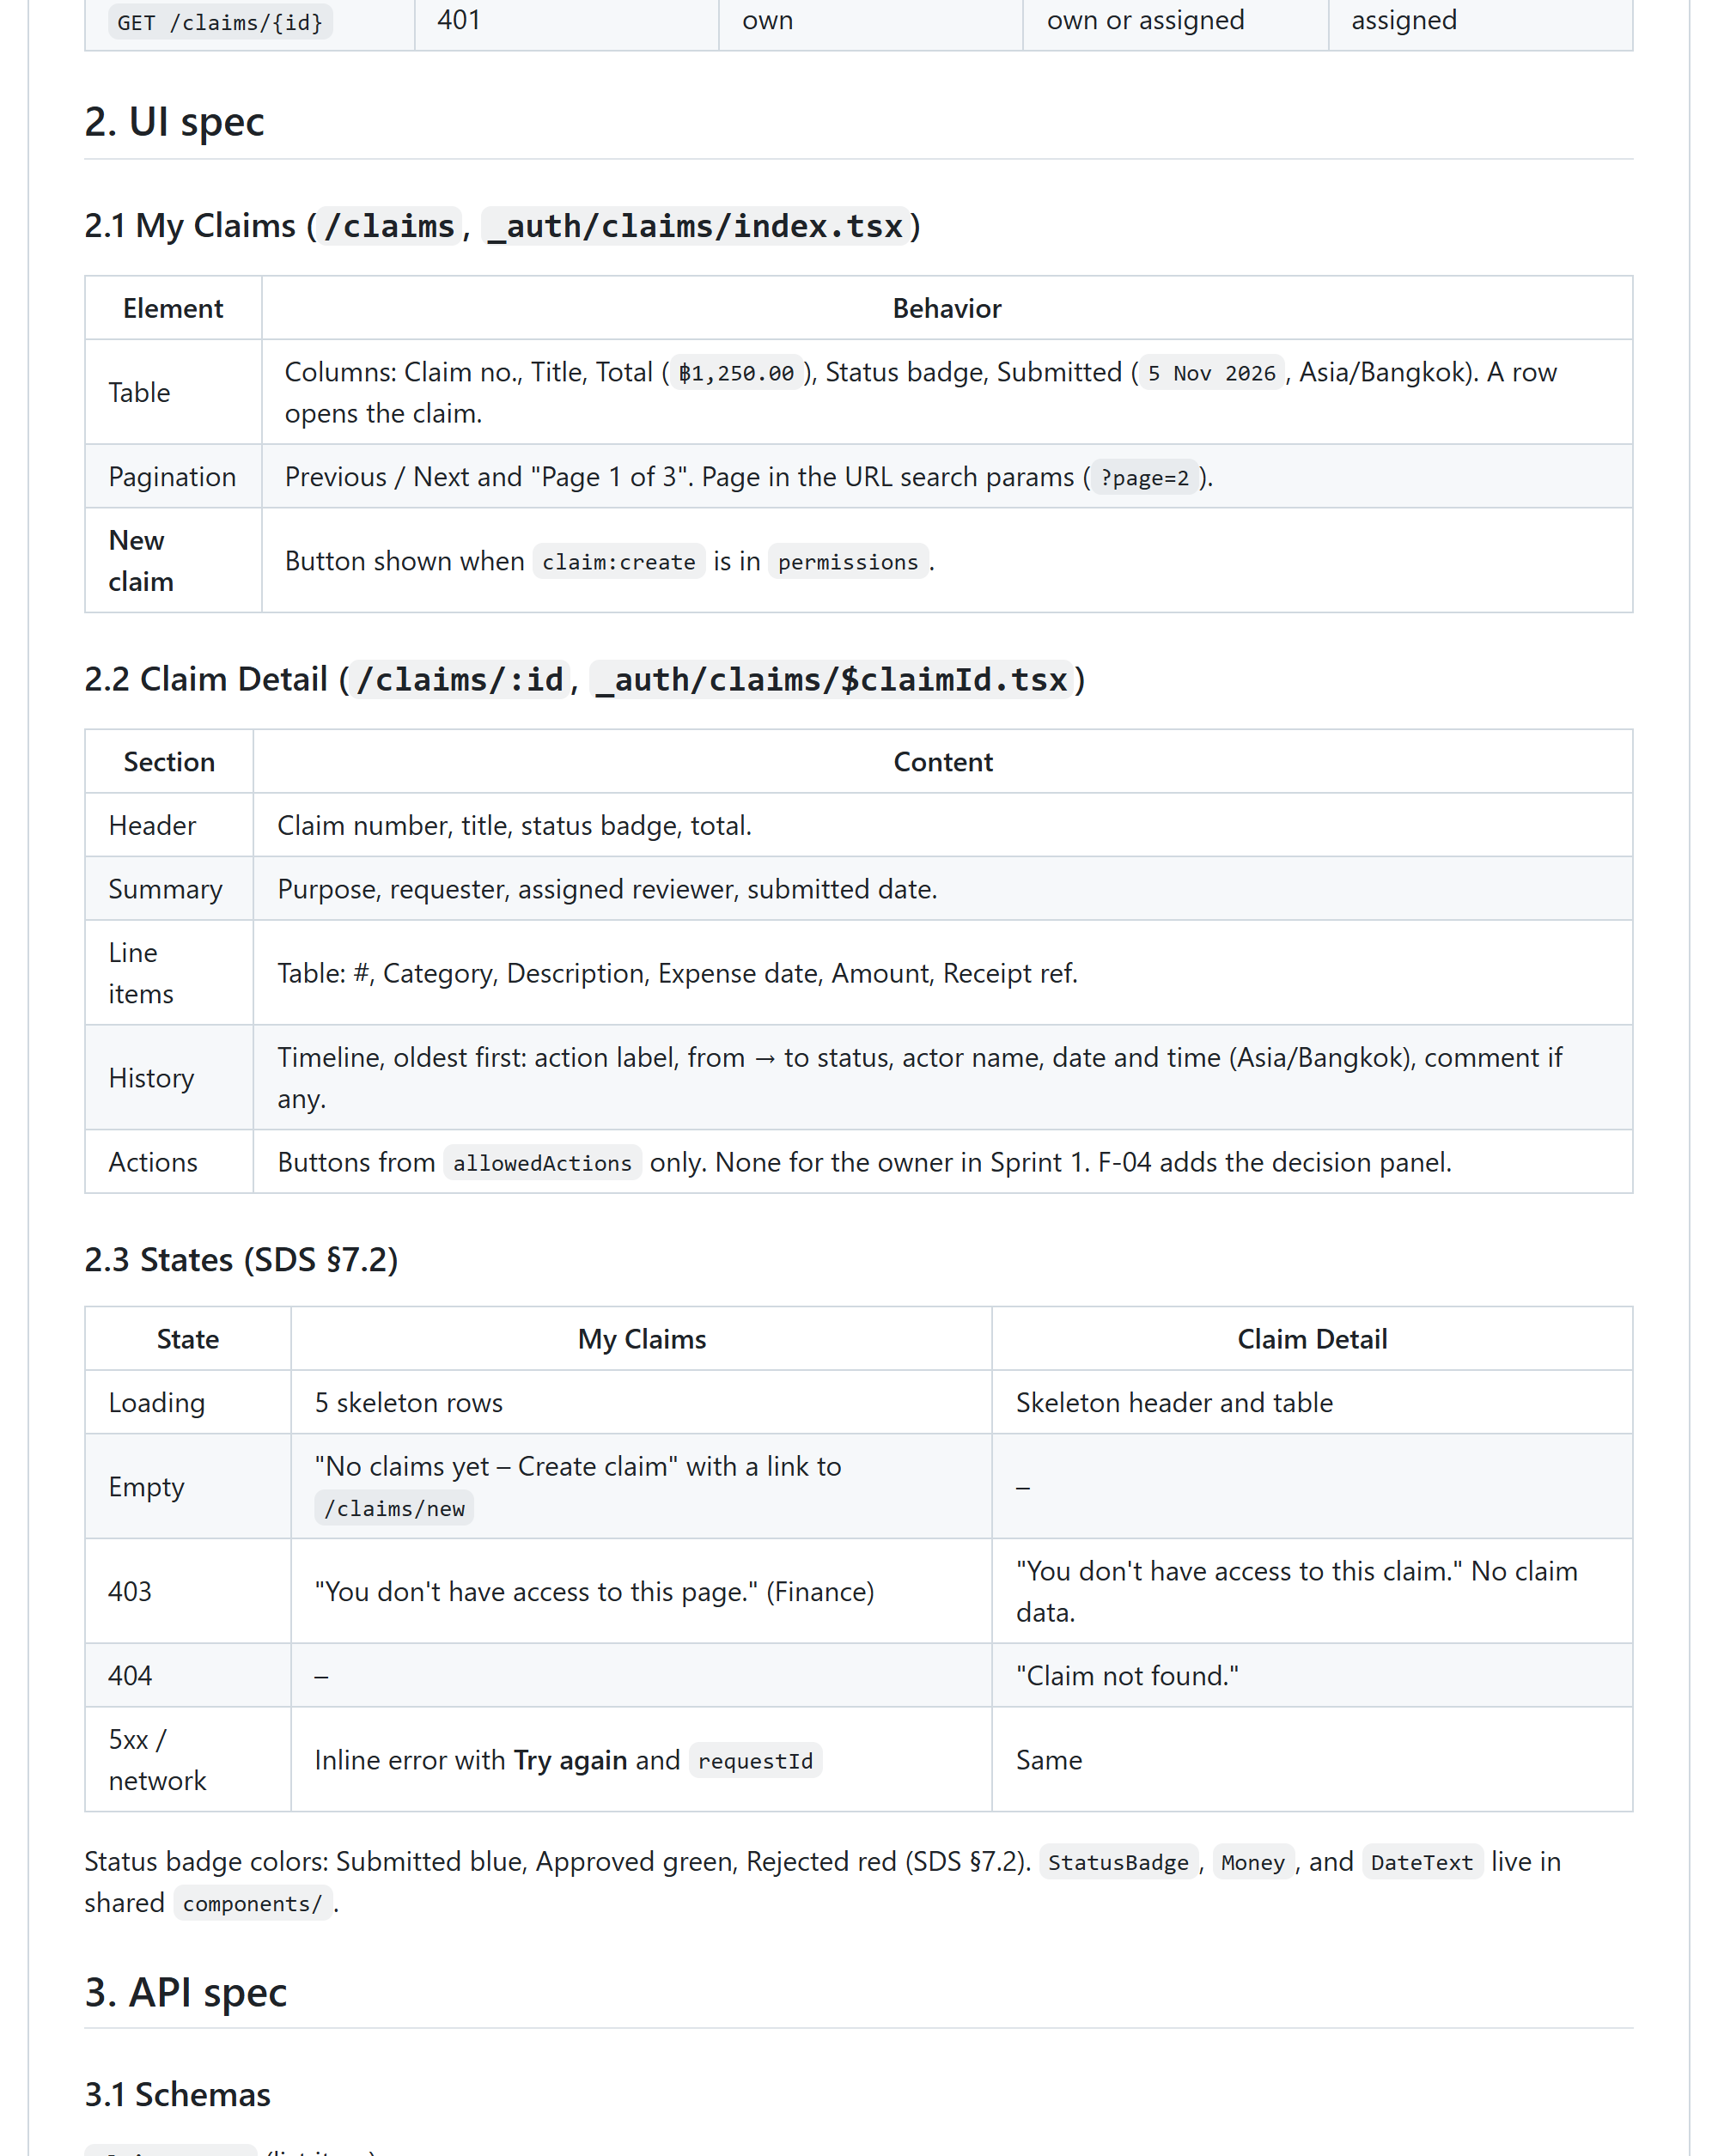 GET /claims/{id} 401 own own or assigned assigned
2. UI spec
2.1 My Claims (/claims, _auth/claims/index.tsx)
Element Behavior
Table Columns: Claim no., Title, Total (฿1,250.00), Status badge, Submitted (5 Nov 2026, Asia/Bangkok). A row
opens the claim.
Pagination Previous / Next and "Page 1 of 3". Page in the URL search params (?page=2).
New
claim
Button shown when claim:create is in permissions.
2.2 Claim Detail (/claims/:id, _auth/claims/$claimId.tsx)
Section Content
Header Claim number, title, status badge, total.
Summary Purpose, requester, assigned reviewer, submitted date.
Line
items
Table: #, Category, Description, Expense date, Amount, Receipt ref.
History Timeline, oldest first: action label, from → to status, actor name, date and time (Asia/Bangkok), comment if
any.
Actions Buttons from allowedActions only. None for the owner in Sprint 1. F-04 adds the decision panel.
2.3 States (SDS §7.2)
State My Claims Claim Detail
Loading 5 skeleton rows Skeleton header and table
Empty "No claims yet – Create claim" with a link to
/claims/new
–
403 "You don't have access to this page." (Finance) "You don't have access to this claim." No claim
data.
404 – "Claim not found."
5xx /
network
Inline error with Try again and requestId Same
Status badge colors: Submitted blue, Approved green, Rejected red (SDS §7.2). StatusBadge, Money, and DateText live in
shared components/.
3. API spec
3.1 Schemas